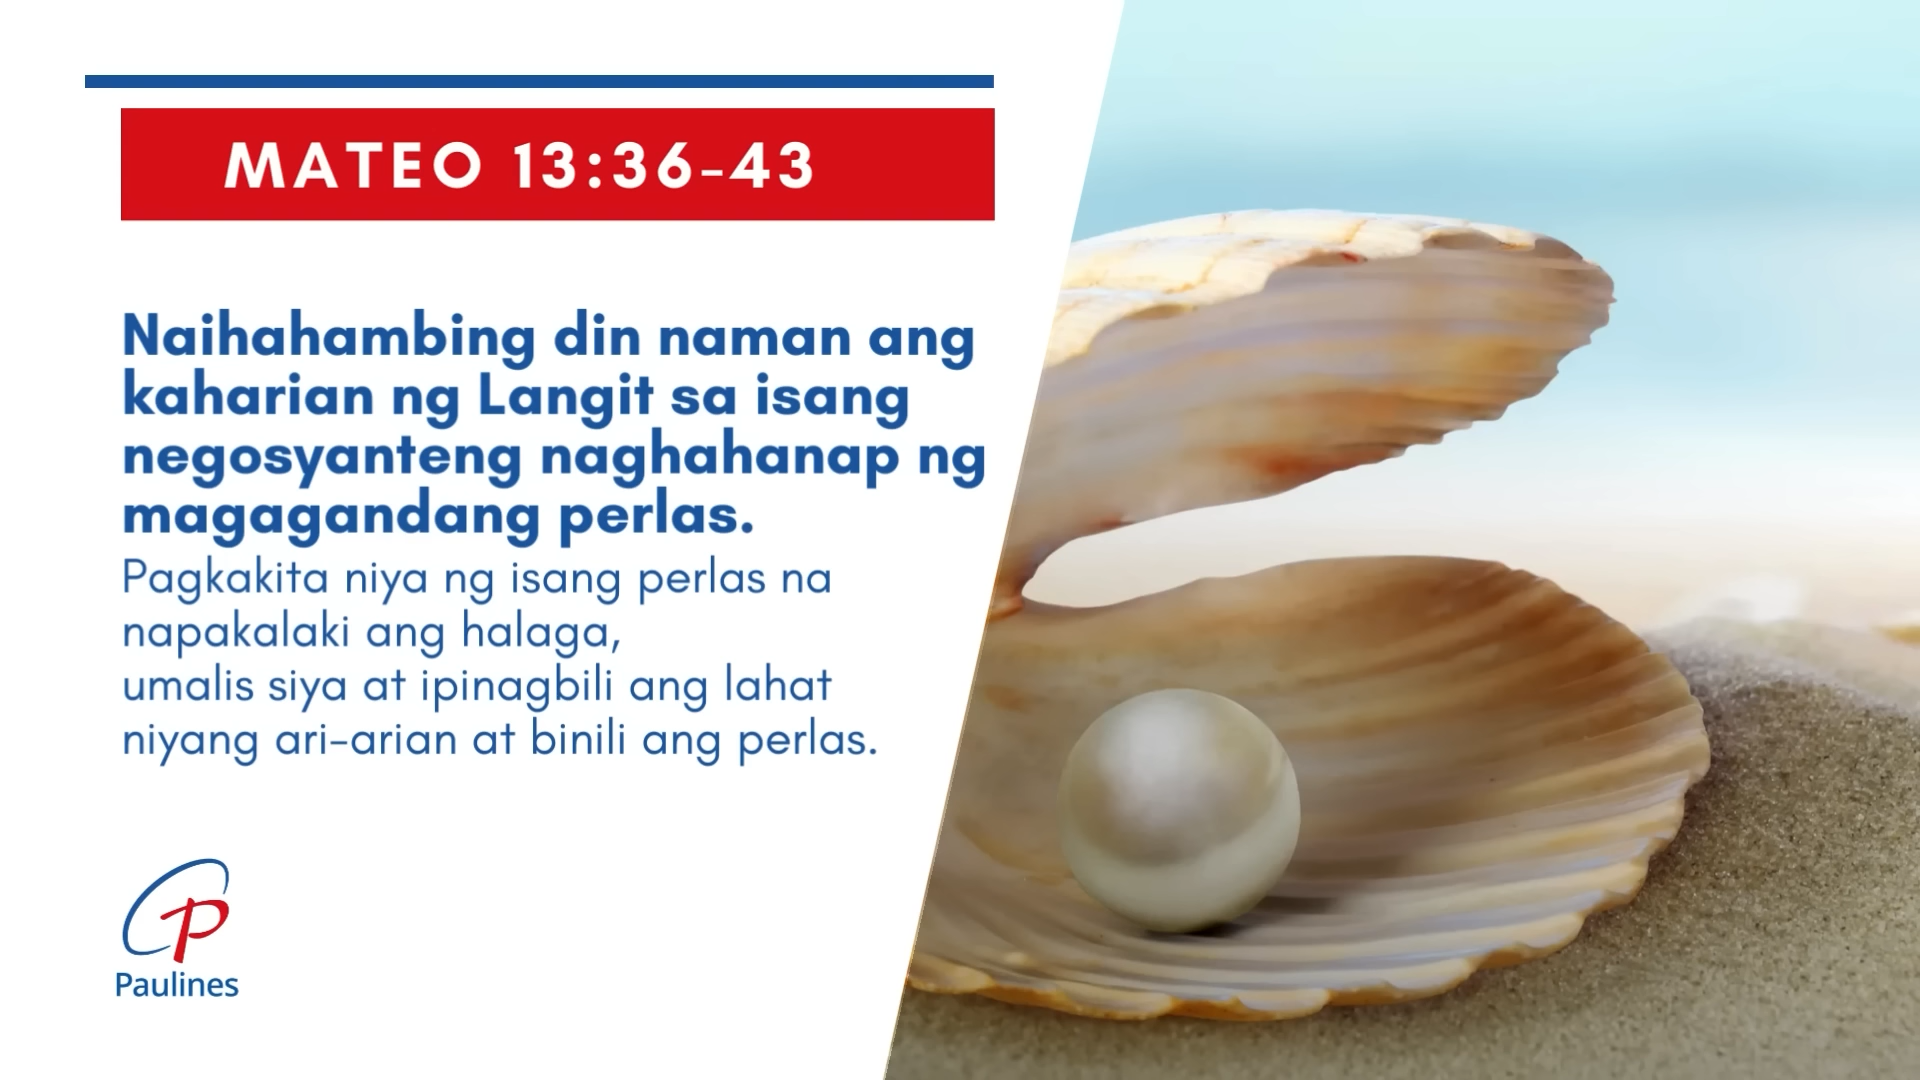 MATEO 13:36-43
Naihahambing din naman ang
kaharian ng Langit sa isang
negosyanteng naghahanap ng
magagandang perlas.
Pagkakita niya ng isang perlas na
napakalaki ang halaga,
umalis siya at ipinagbili ang lahat
niyang ari-arian at binili ang perlas.
Paulines